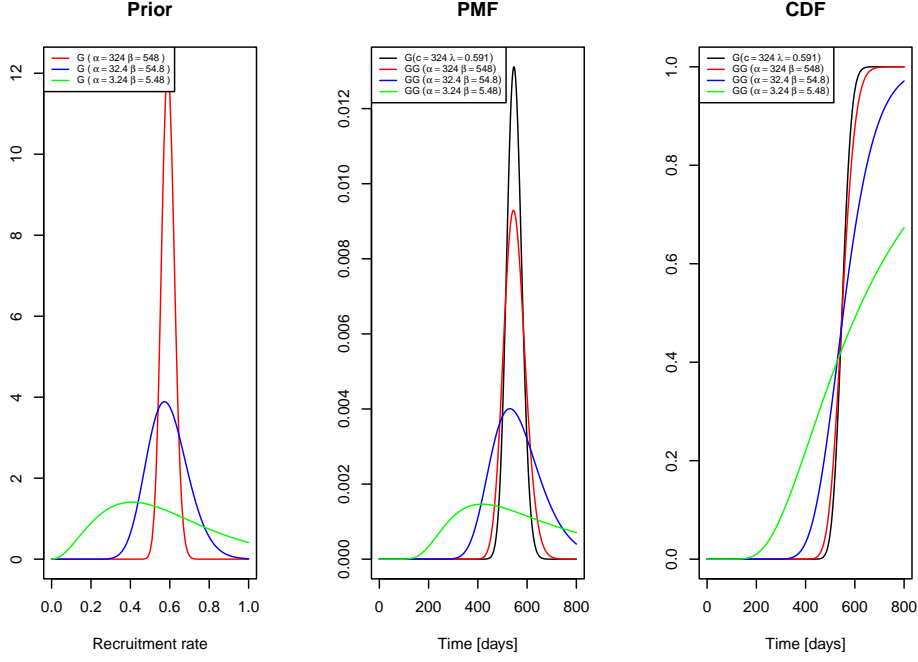 Prior
G ( α = 324 β = 548 )
G ( α = 32.4 β = 54.8 )
G ( α = 3.24 β = 5.48 )
0 2 4 6 8 10 12
0.0 0.2 0.4 0.6 0.8 1.0
Recruitment rate
PMF
G(c = 324 λ = 0.591)
GG ( α = 324 β = 548)
GG ( α = 32.4 β = 54.8)
GG ( α = 3.24 β = 5.48)
0.000 0.002 0.004 0.006 0.008 0.010 0.012
0 200 400 600 800
Time [days]
CDF
G(c = 324 λ = 0.591)
GG ( α = 324 β = 548)
GG ( α = 32.4 β = 54.8)
GG ( α = 3.24 β = 5.48)
0.0 0.2 0.4 0.6 0.8 1.0
0 200 400 600 800
Time [days]